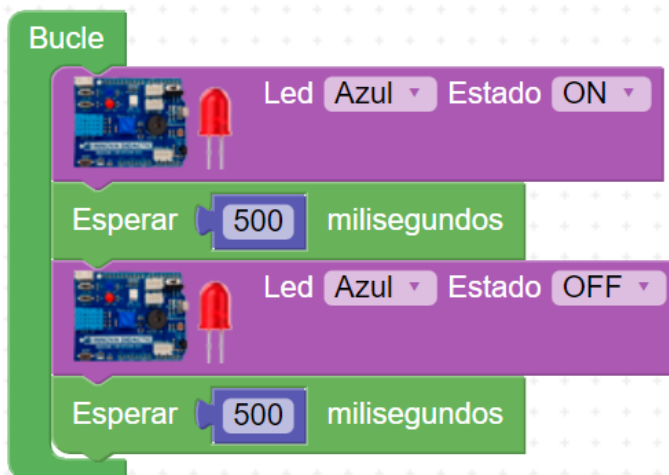 Bucle
Led Azul Estado ON
Esperar 500 milisegundos
Led Azul Estado OFF
Esperar 500 milisegundos